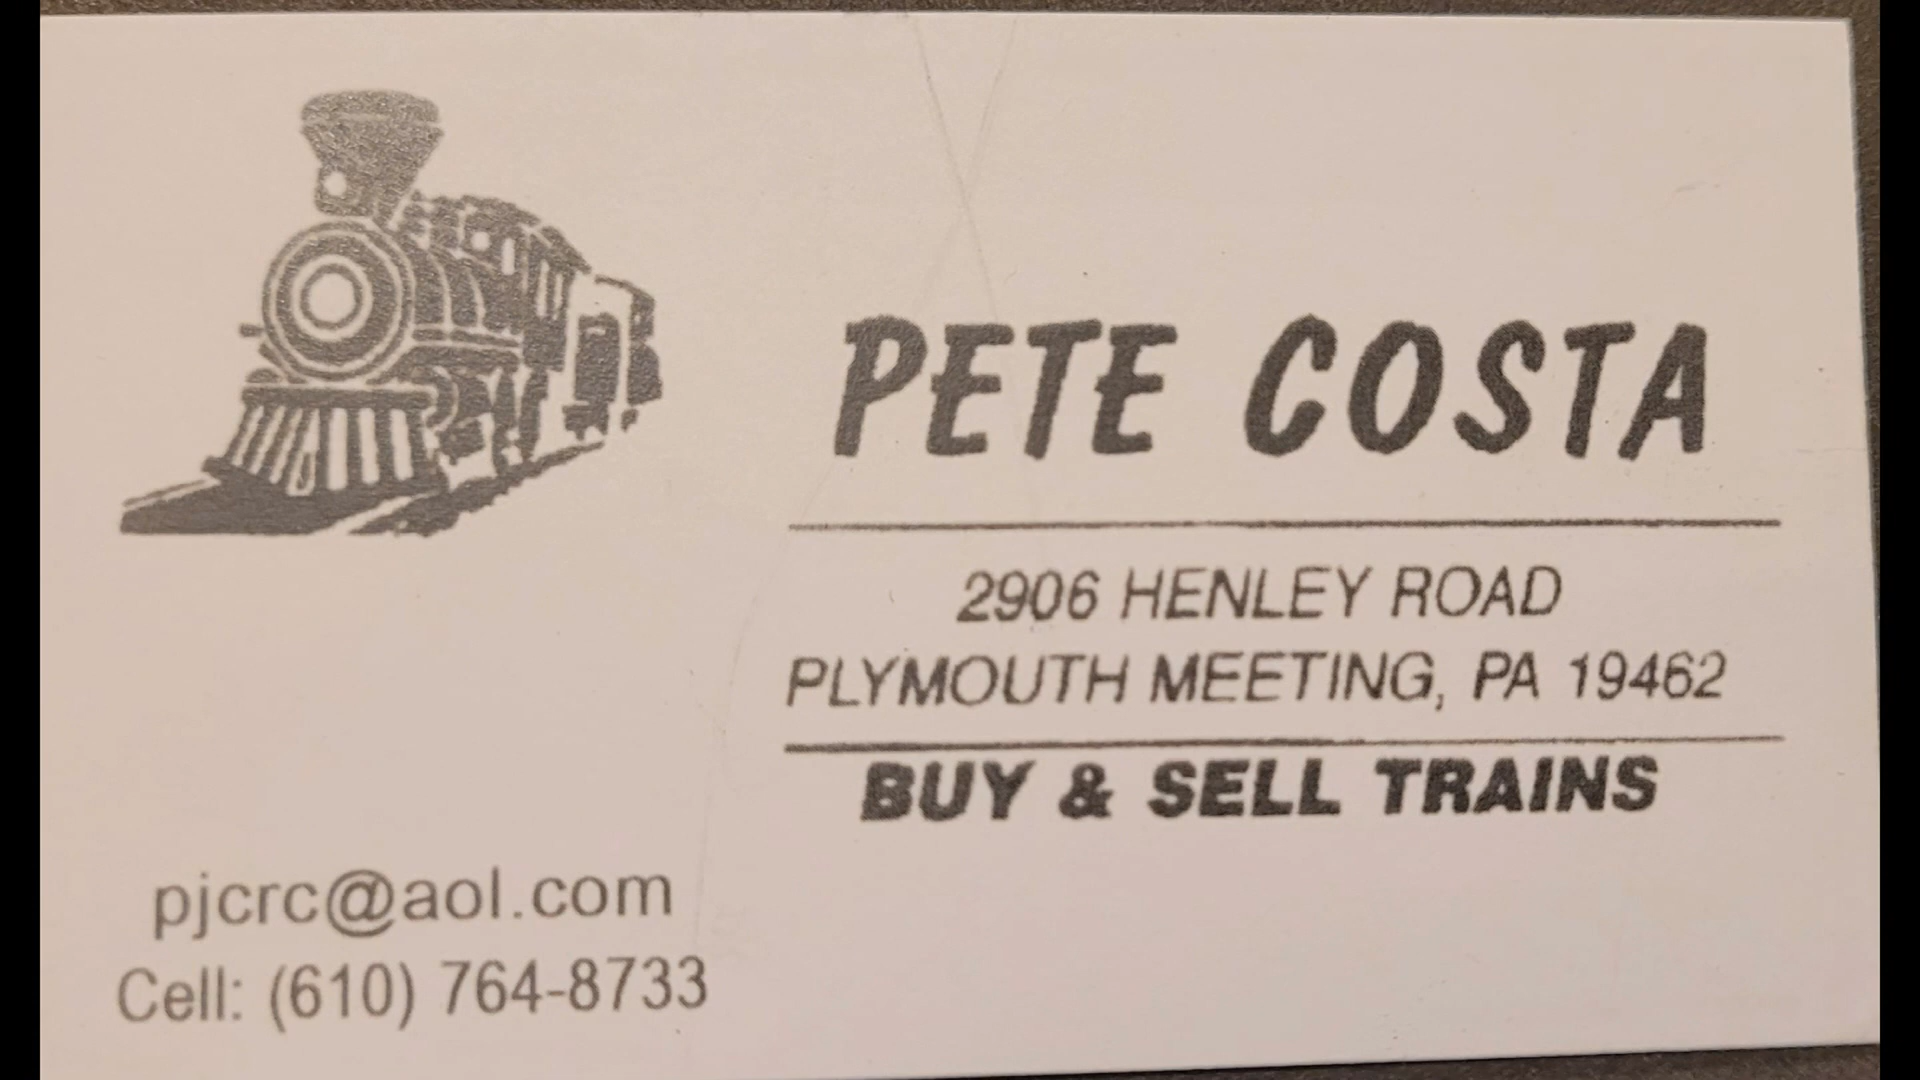 PETE COSTA
2906 HENLEY ROAD
PLYMOUTH MEETING, PA 19462
BUY & SELL TRAINS
pjcrc@aol.com
Cell: (610) 764-8733